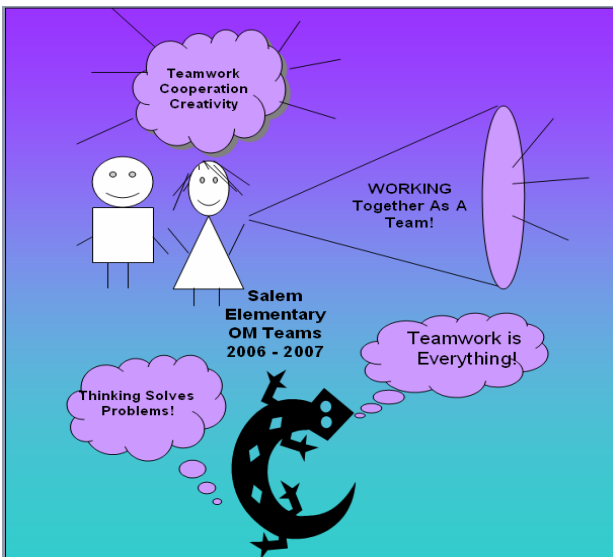 Teamwork
Cooperation
Creativity
WORKING
Together As A
Team!
Salem
Elementary
OM Teams
2006 - 2007
Teamwork is
Everything!
Thinking Solves
Problems!